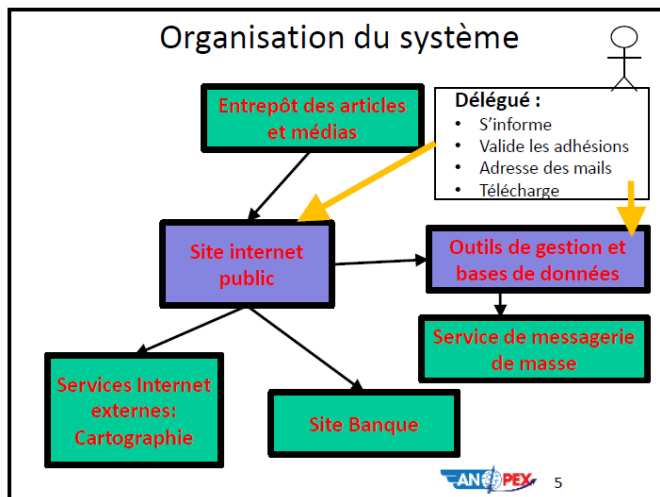 Organisation du système
Entrepôt des articles
et médias
Délégué :
• S'informe
• Valide les adhésions
• Adresse des mails
• Télécharge
Site internet
public
Outils de gestion et
bases de données
Service de messagerie
de masse
Services Internet
externes:
Cartographie
Site Banque
5